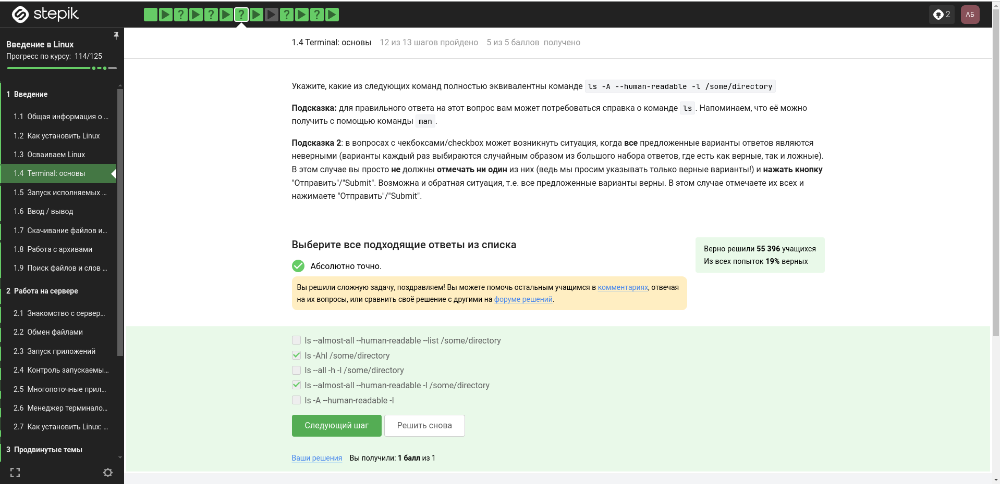 stepik
?
?
?
?
?
2
АБ
Введение в Linux
Прогресс по курсу: 114/125
1 Введение
1.1 Общая информация о ...
1.2 Как установить Linux
1.3 Осваиваем Linux
1.4 Terminal: основы
1.5 Запуск исполняемых ...
1.6 Ввод / вывод
1.7 Скачивание файлов и...
1.8 Работа с архивами
1.9 Поиск файлов и слов ...
2 Работа на сервере
2.1 Знакомство с сервер...
2.2 Обмен файлами
2.3 Запуск приложений
2.4 Контроль запускаемы...
2.5 Многопоточные прил...
2.6 Менеджер терминало...
2.7 Как установить Linux: ...
3 Продвинутые темы
1.4 Terminal: основы 12 из 13 шагов пройдено 5 из 5 баллов получено
Укажите, какие из следующих команд полностью эквивалентны команде ls -A --human-readable -l /some/directory
Подсказка: для правильного ответа на этот вопрос вам может потребоваться справка о команде ls. Напоминаем, что её можно
получить с помощью команды man.
Подсказка 2: в вопросах с чекбоксами/checkbox может возникнуть ситуация, когда все предложенные варианты ответов являются
неверными (варианты каждый раз выбираются случайным образом из большого набора ответов, где есть как верные, так и ложные).
В этом случае вы просто не должны отмечать ни один из них (ведь мы просим указывать только верные варианты!) и нажать кнопку
"Отправить"/"Submit". Возможна и обратная ситуация, т.е. все предложенные варианты верны. В этом случае отмечаете их всех и
нажимаете "Отправить"/"Submit".
Выберите все подходящие ответы из списка
Верно решили 55 396 учащихся
Из всех попыток 19% верных
Абсолютно точно.
Вы решили сложную задачу, поздравляем! Вы можете помочь остальным учащимся в комментариях, отвечая
на их вопросы, или сравнить своё решение с другими на форуме решений.
ls --almost-all --human-readable --list /some/directory
ls -Ahl /some/directory
ls --all -h -l /some/directory
ls --almost-all --human-readable -l /some/directory
ls -A --human-readable -l
Следующий шаг
Решить снова
Ваши решения Вы получили: 1 балл из 1